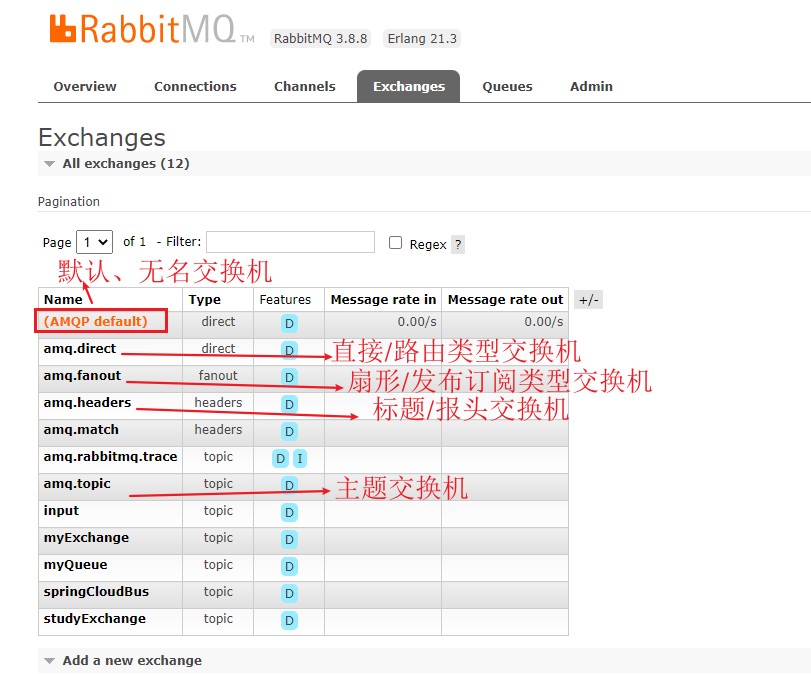 RabbitMQ TM RabbitMQ 3.8.8 Erlang 21.3
Overview Connections Channels Exchanges Queues Admin
Exchanges
All exchanges (12)
Pagination
Page 1 of 1 - Filter: Regex ?
默认、无名交换机
Name Type Features Message rate in Message rate out +/-
(AMQP default) direct D 0.00/s 0.00/s
amq.direct direct D 直接/路由类型交换机
amq.fanout fanout D 扇形/发布订阅类型交换机
amq.headers headers D 标题/报头交换机
amq.match headers D
amq.rabbitmq.trace topic D I
amq.topic topic D 主题交换机
input topic D
myExchange topic D
myQueue topic D
springCloudBus topic D
studyExchange topic D
Add a new exchange